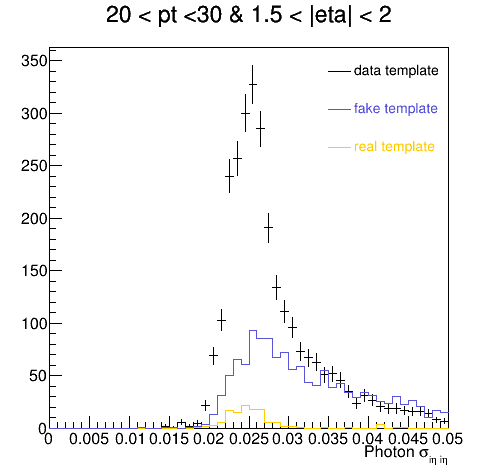 20 < pt <30 & 1.5 < |eta| < 2
data template
fake template
real template
350
300
250
200
150
100
50
0
0 0.005 0.01 0.015 0.02 0.025 0.03 0.035 0.04 0.045 0.05
Photon σiη iη